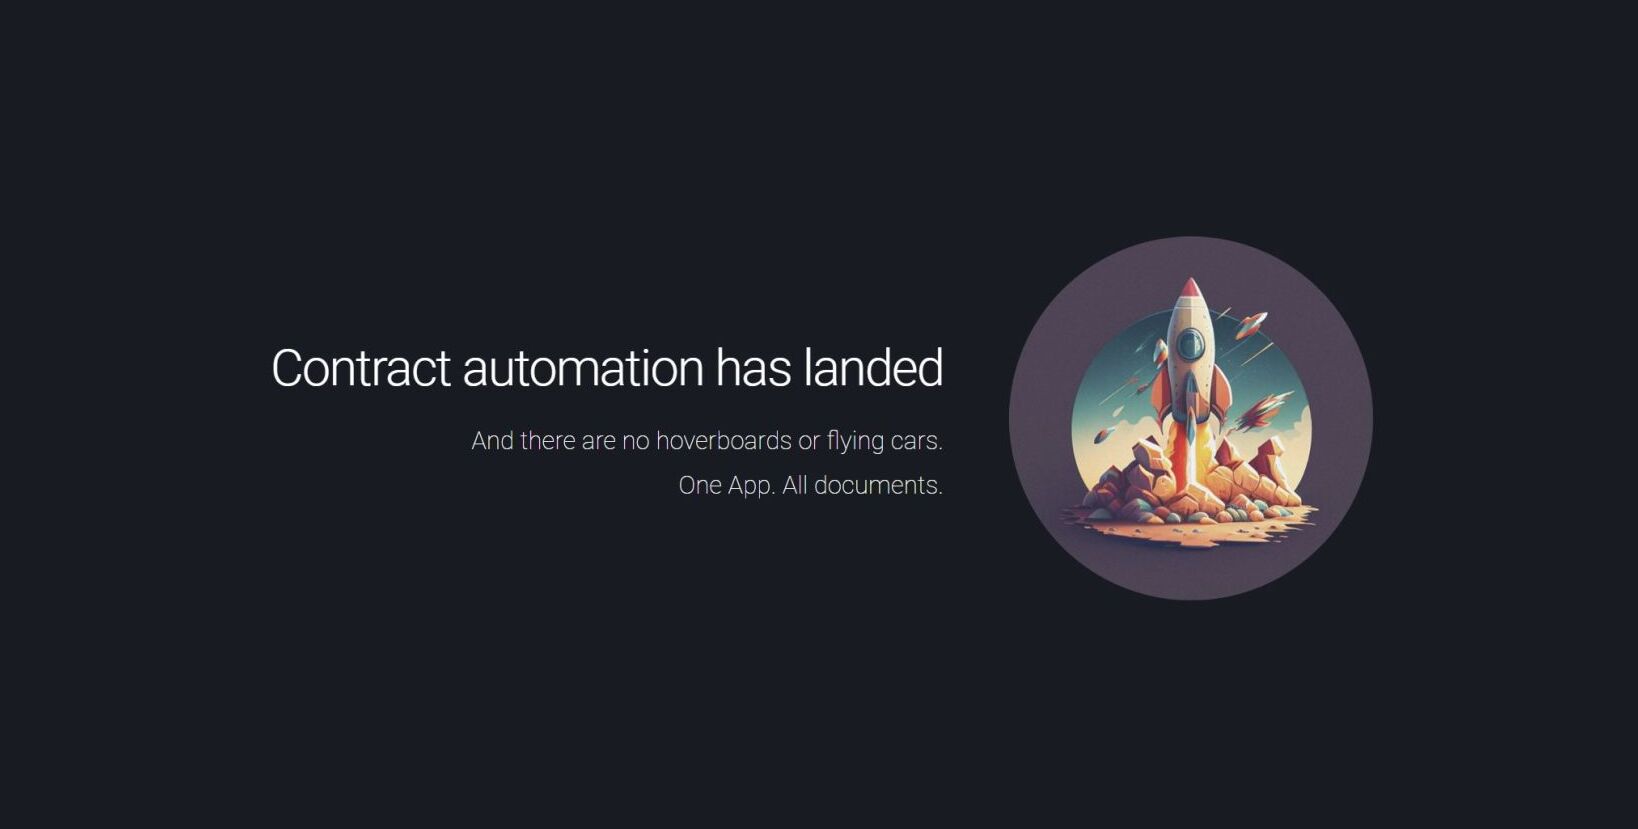 Contract automation has landed
And there are no hoverboards or flying cars.
One App. All documents.